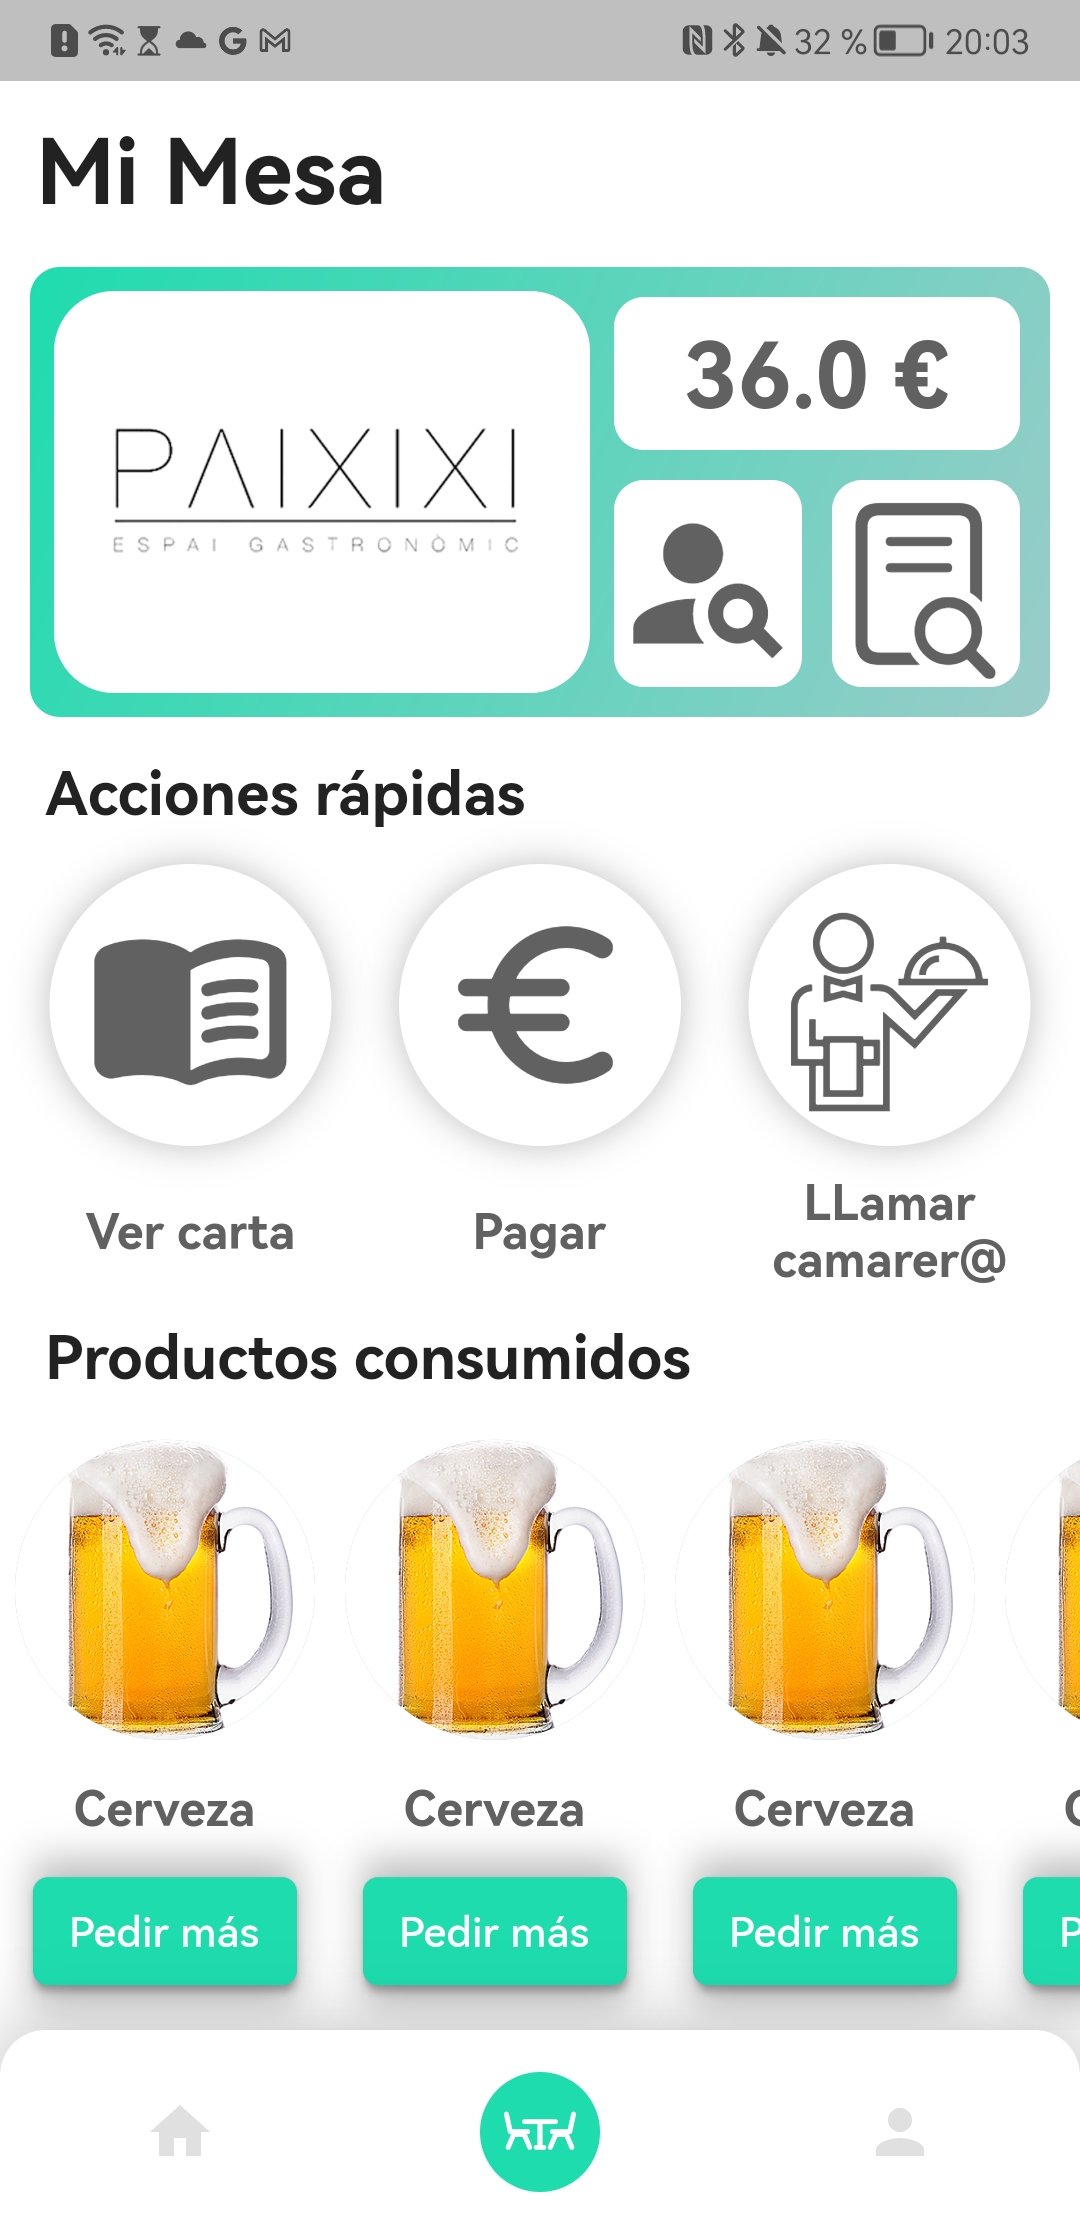 32 % 20:03
Mi Mesa
PAIXIXI
ESPAI GASTRONÒMIC
36.0 €
Acciones rápidas
Ver carta
Pagar
LLamar
camarer@
Productos consumidos
Cerveza
Cerveza
Cerveza
C
Pedir más
Pedir más
Pedir más
P